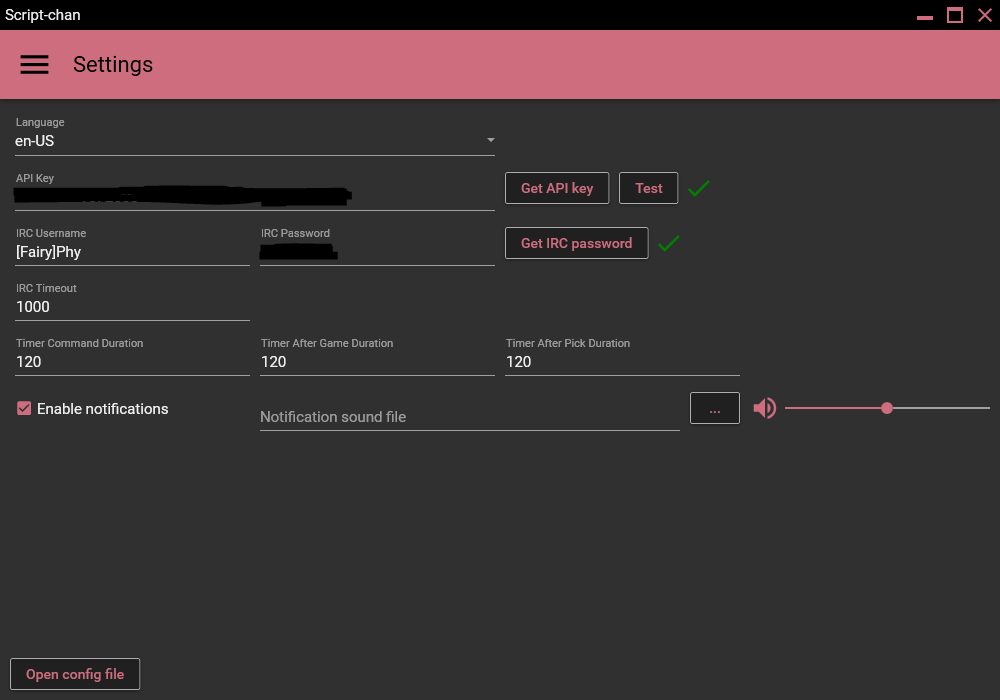 Script-chan
Settings
Language
en-US
API Key
Get API key
Test
IRC Username
IRC Password
[Fairy]Phy
Get IRC password
IRC Timeout
1000
Timer Command Duration
Timer After Game Duration
Timer After Pick Duration
120
120
120
Enable notifications
Notification sound file
...
Open config file